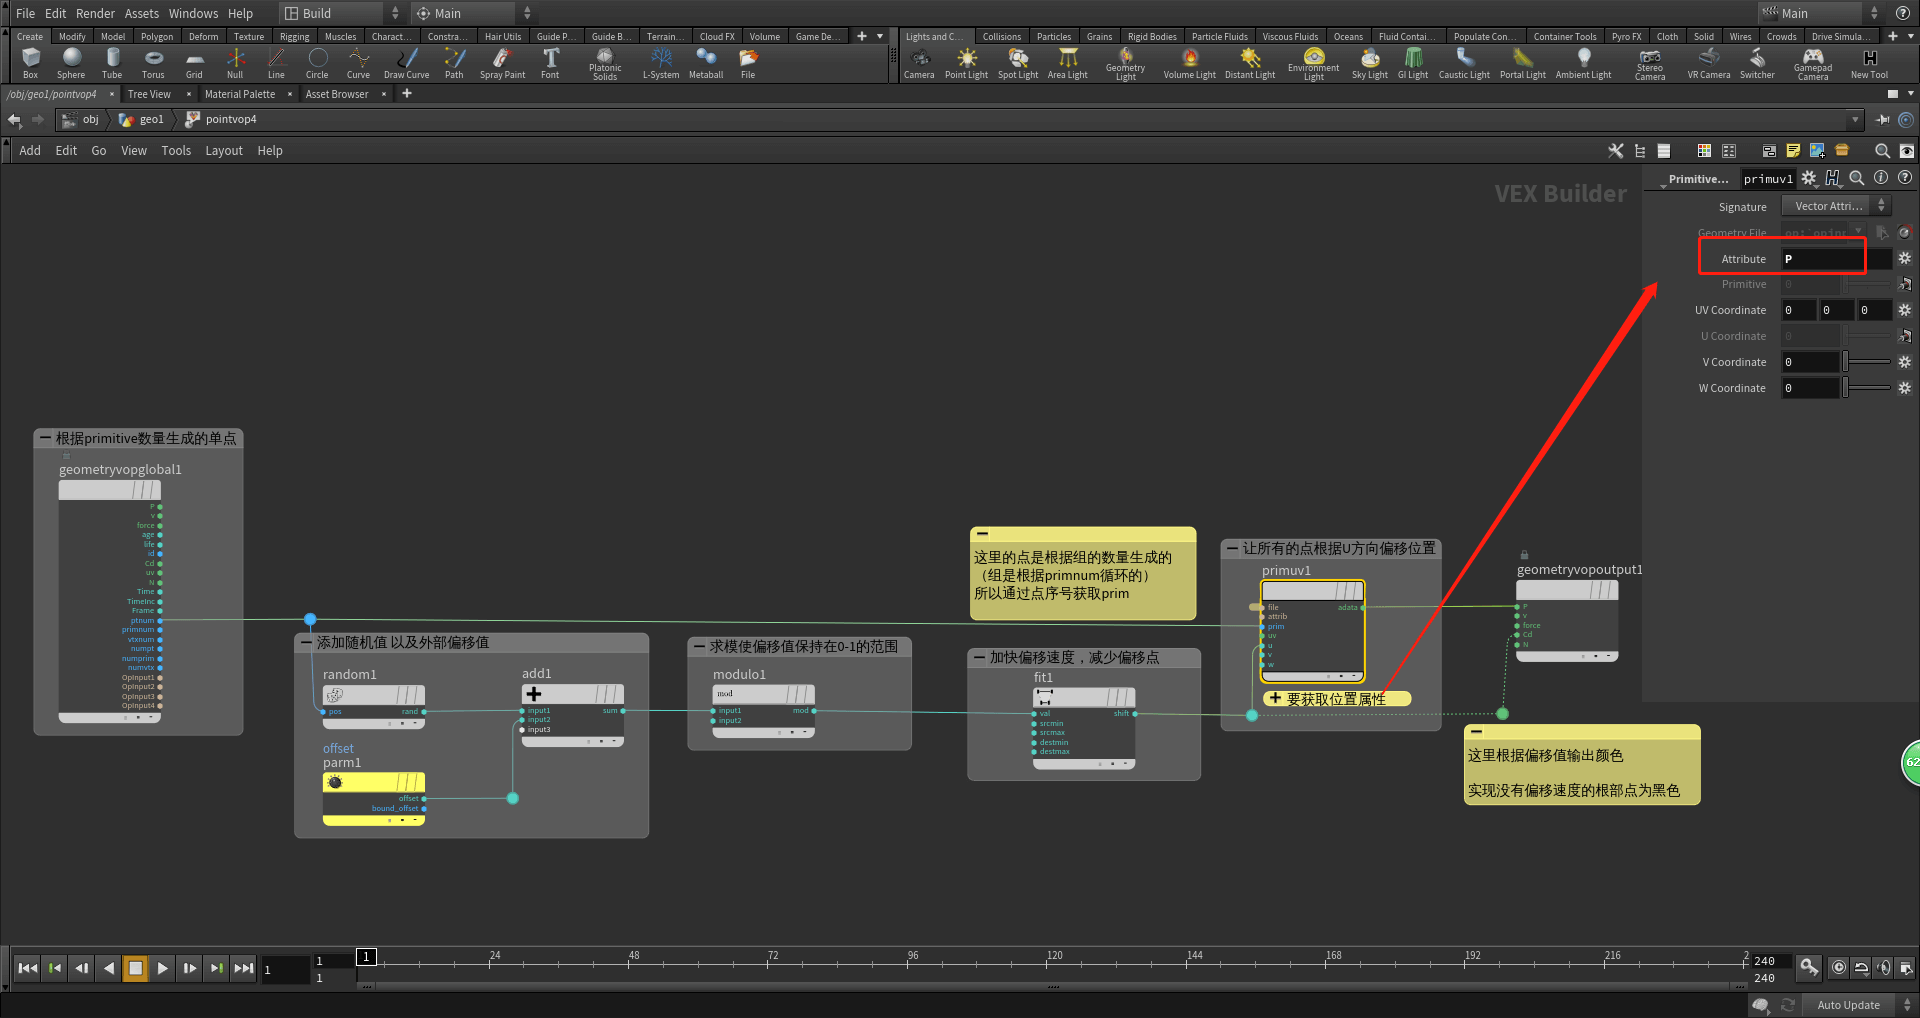 File Edit Render Assets Windows Help Build Main Main
Create Modify Model Polygon Deform Texture Rigging Muscles Charact... Constra... Hair Utils Guide P... Guide B... Terrain... Cloud FX Volume Game De...
Lights and C... Collisions Particles Grains Rigid Bodies Particle Fluids Viscous Fluids Oceans Fluid Contai... Populate Con... Container Tools Pyro FX Cloth Solid Wires Crowds Drive Simula...
Box Sphere Tube Torus Grid Null Line Circle Curve Draw Curve Path Spray Paint Font Platonic Solids L-System Metaball File
Camera Point Light Spot Light Area Light Geometry Light Volume Light Distant Light Environment Light Sky Light GI Light Caustic Light Portal Light Ambient Light Stereo Camera VR Camera Switcher Gamepad Camera New Tool
/obj/geo1/pointvop4 Tree View Material Palette Asset Browser
obj geo1 pointvop4
Add Edit Go View Tools Layout Help
VEX Builder
Primitive... primuv1
Signature Vector Attri...
Geometry File
Attribute P
Primitive 0
UV Coordinate 0 0 0
U Coordinate 0
V Coordinate 0
W Coordinate 0
根据primitive数量生成的单点
geometryvopglobal1
P
v
force
age
life
id
Cd
uv
N
Time
TimeInc
Frame
ptnum
primnum
vtxnum
numpt
numprim
numvtx
OpInput1
OpInput2
OpInput3
OpInput4
添加随机值 以及外部偏移值
random1
pos rand
offset
parm1
offset
bound_offset
add1
input1 sum
input2
input3
求模使偏移值保持在0-1的范围
modulo1
mod
input1 mod
input2
这里的点是根据组的数量生成的
（组是根据primnum循环的）
所以通过点序号获取prim
加快偏移速度，减少偏移点
fit1
val shift
srcmin
srcmax
destmin
destmax
让所有的点根据U方向偏移位置
primuv1
file adata
attrib
prim
uv
u
v
w
要获取位置属性
geometryvopoutput1
P
v
force
Cd
N
这里根据偏移值输出颜色
实现没有偏移速度的根部点为黑色
62
1 1 1 24 48 72 96 120 144 168 192 216 2 240
1 240
Auto Update